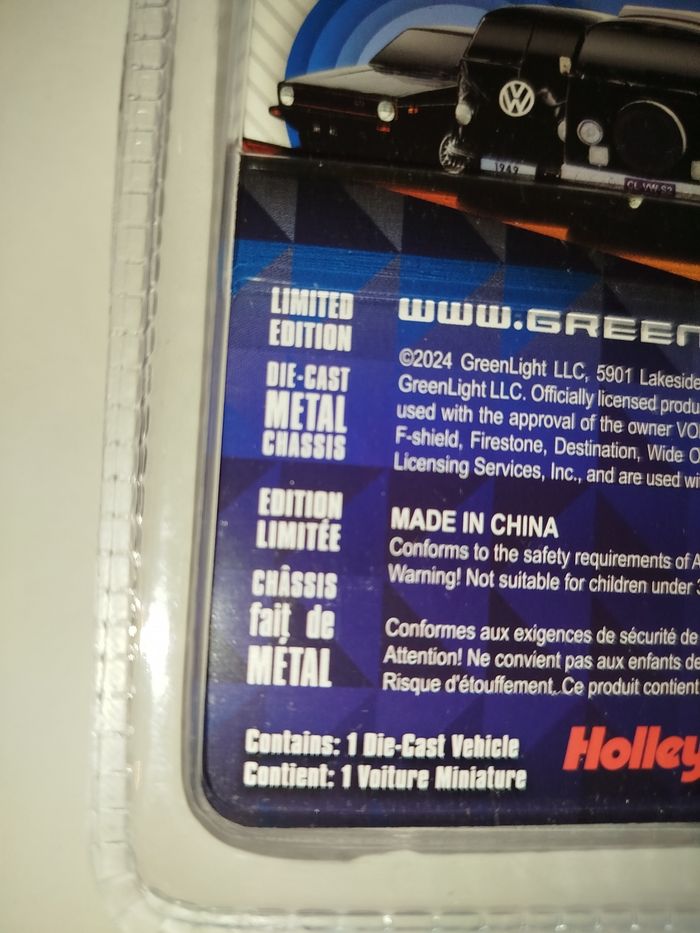 1949
CL VW S2
LIMITED
EDITION
DIE-CAST
METAL
CHASSIS
EDITION
LIMITÉE
CHÂSSIS
fait de
MÉTAL
www.GREEN
©2024 GreenLight LLC, 5901 Lakeside
GreenLight LLC. Officially licensed produ
used with the approval of the owner VO
F-shield, Firestone, Destination, Wide O
Licensing Services, Inc., and are used wi
MADE IN CHINA
Conforms to the safety requirements of A
Warning! Not suitable for children under 3
Conformes aux exigences de sécurité de
Attention! Ne convient pas aux enfants de
Risque d'étouffement. Ce produit contient
Contains: 1 Die-Cast Vehicle
Contient: 1 Voiture Miniature
Holley